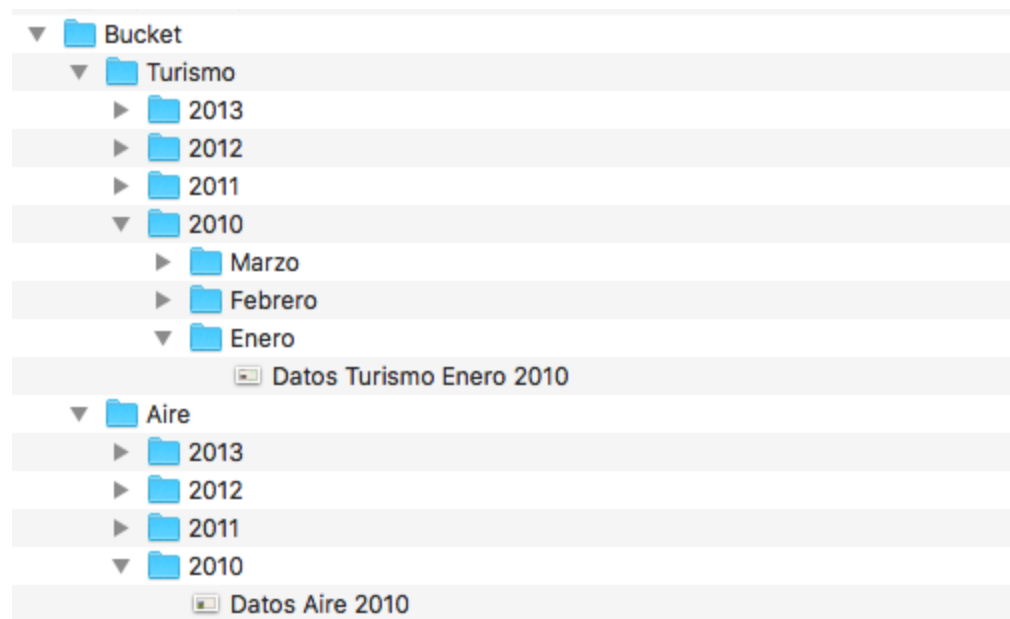 Bucket
Turismo
2013
2012
2011
2010
Marzo
Febrero
Enero
Datos Turismo Enero 2010
Aire
2013
2012
2011
2010
Datos Aire 2010